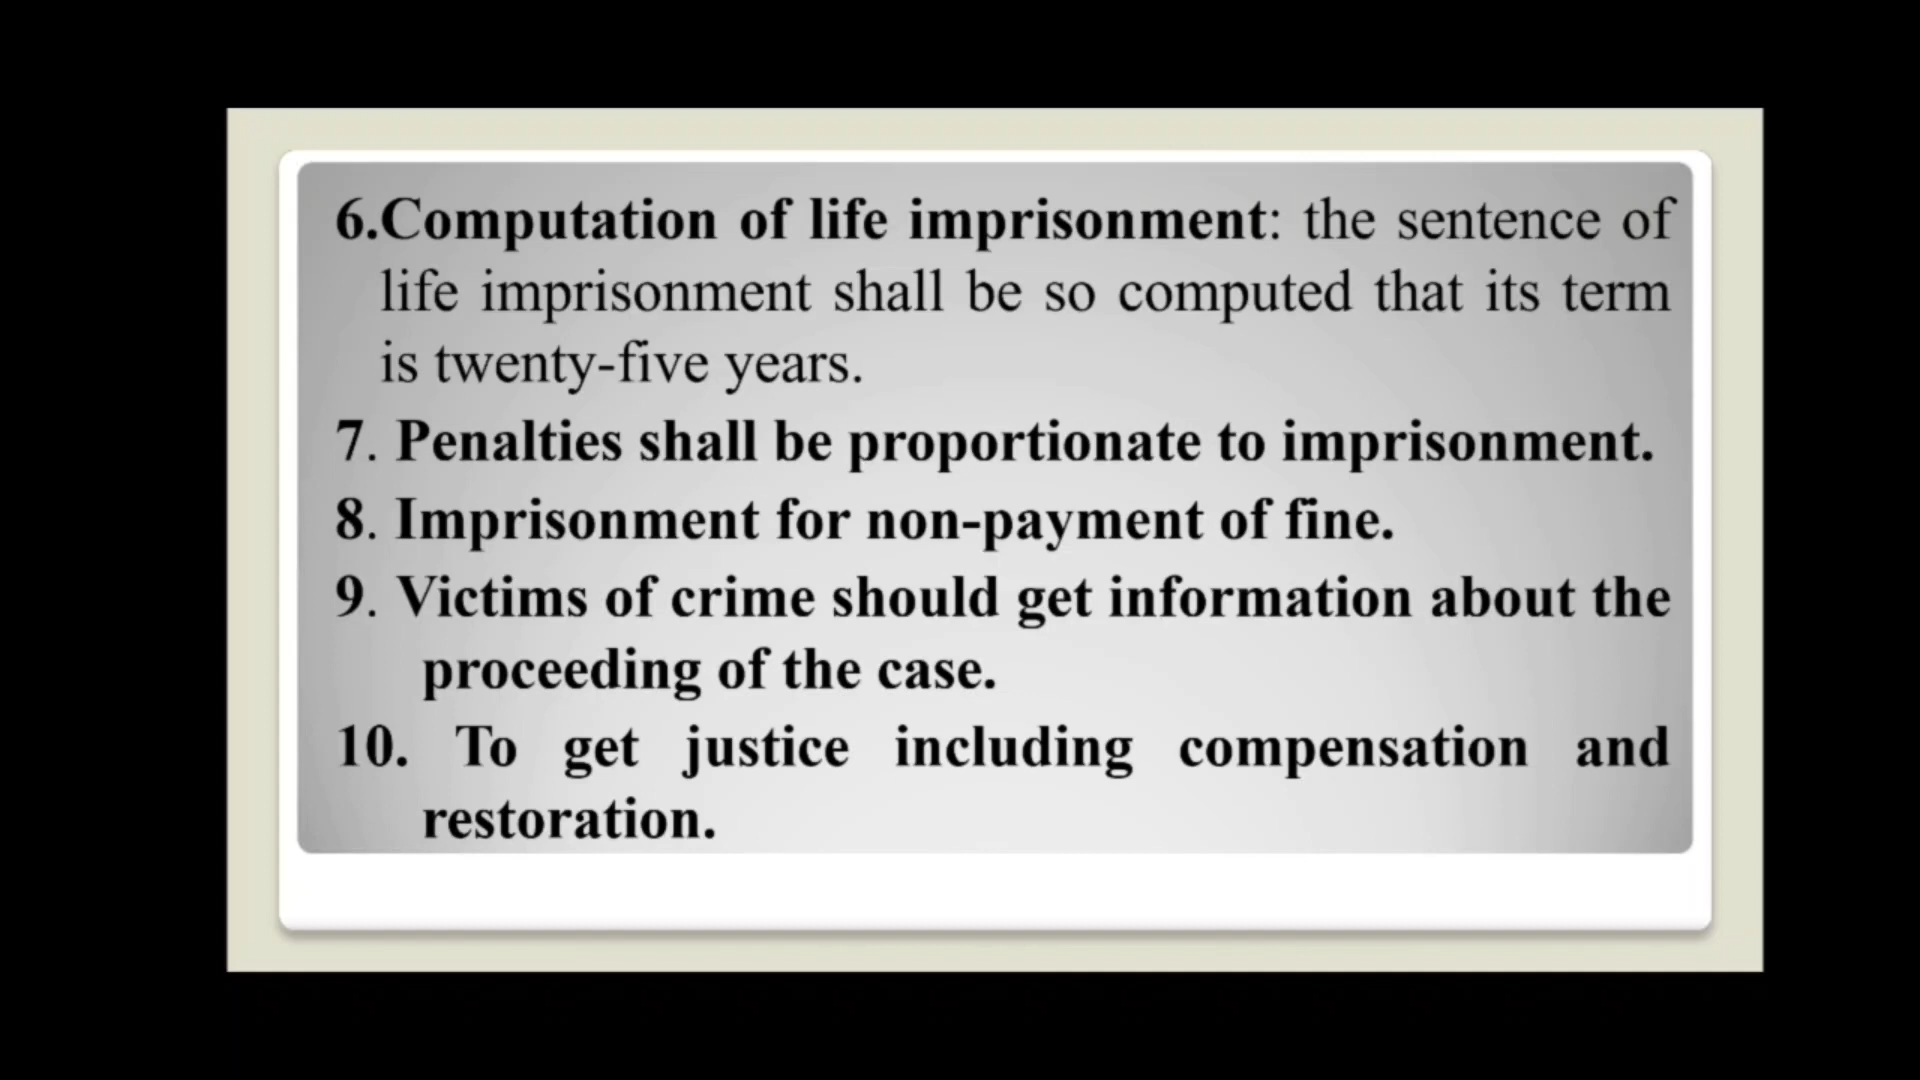 6.Computation of life imprisonment: the sentence of
life imprisonment shall be so computed that its term
is twenty-five years.
7. Penalties shall be proportionate to imprisonment.
8. Imprisonment for non-payment of fine.
9. Victims of crime should get information about the
proceeding of the case.
10. To get justice including compensation and
restoration.